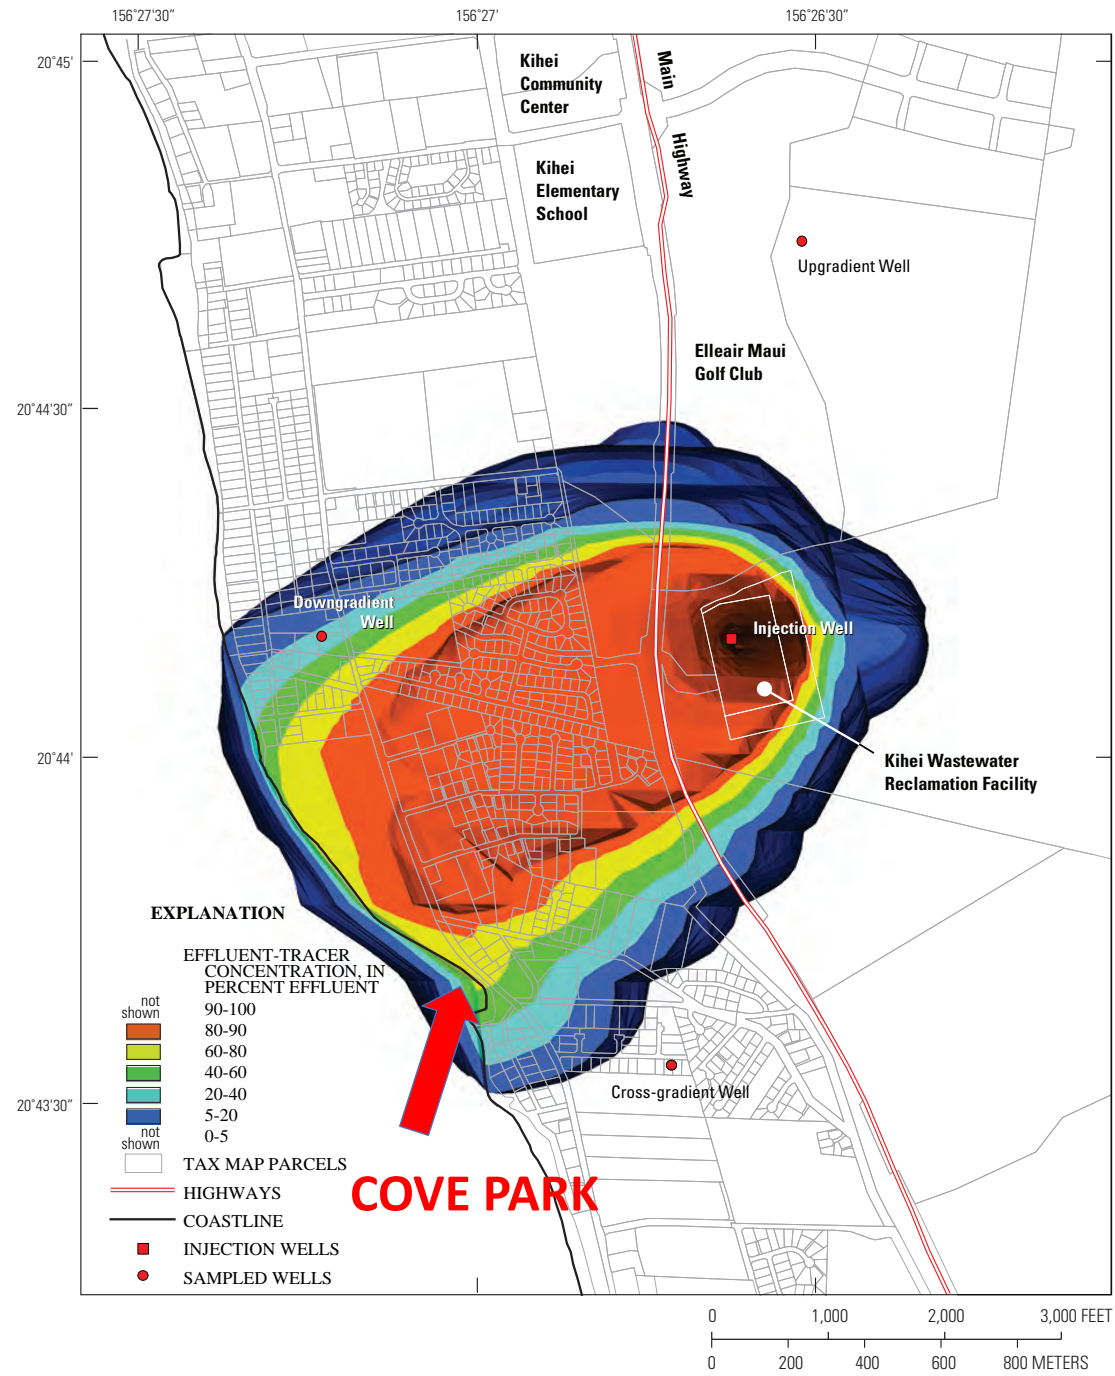 156°27'30"
156°27'
156°26'30"
20°45'
20°44'30"
20°44'
20°43'30"
Kihei
Community
Center
Main
Highway
Kihei
Elementary
School
Upgradient Well
Elleair Maui
Golf Club
Downgradient
Well
Injection Well
Kihei Wastewater
Reclamation Facility
Cross-gradient Well
COVE PARK
EXPLANATION
EFFLUENT-TRACER
CONCENTRATION, IN
PERCENT EFFLUENT
not
shown
90-100
80-90
60-80
40-60
20-40
5-20
not
shown
0-5
TAX MAP PARCELS
HIGHWAYS
COASTLINE
INJECTION WELLS
SAMPLED WELLS
0 1,000 2,000 3,000 FEET
0 200 400 600 800 METERS